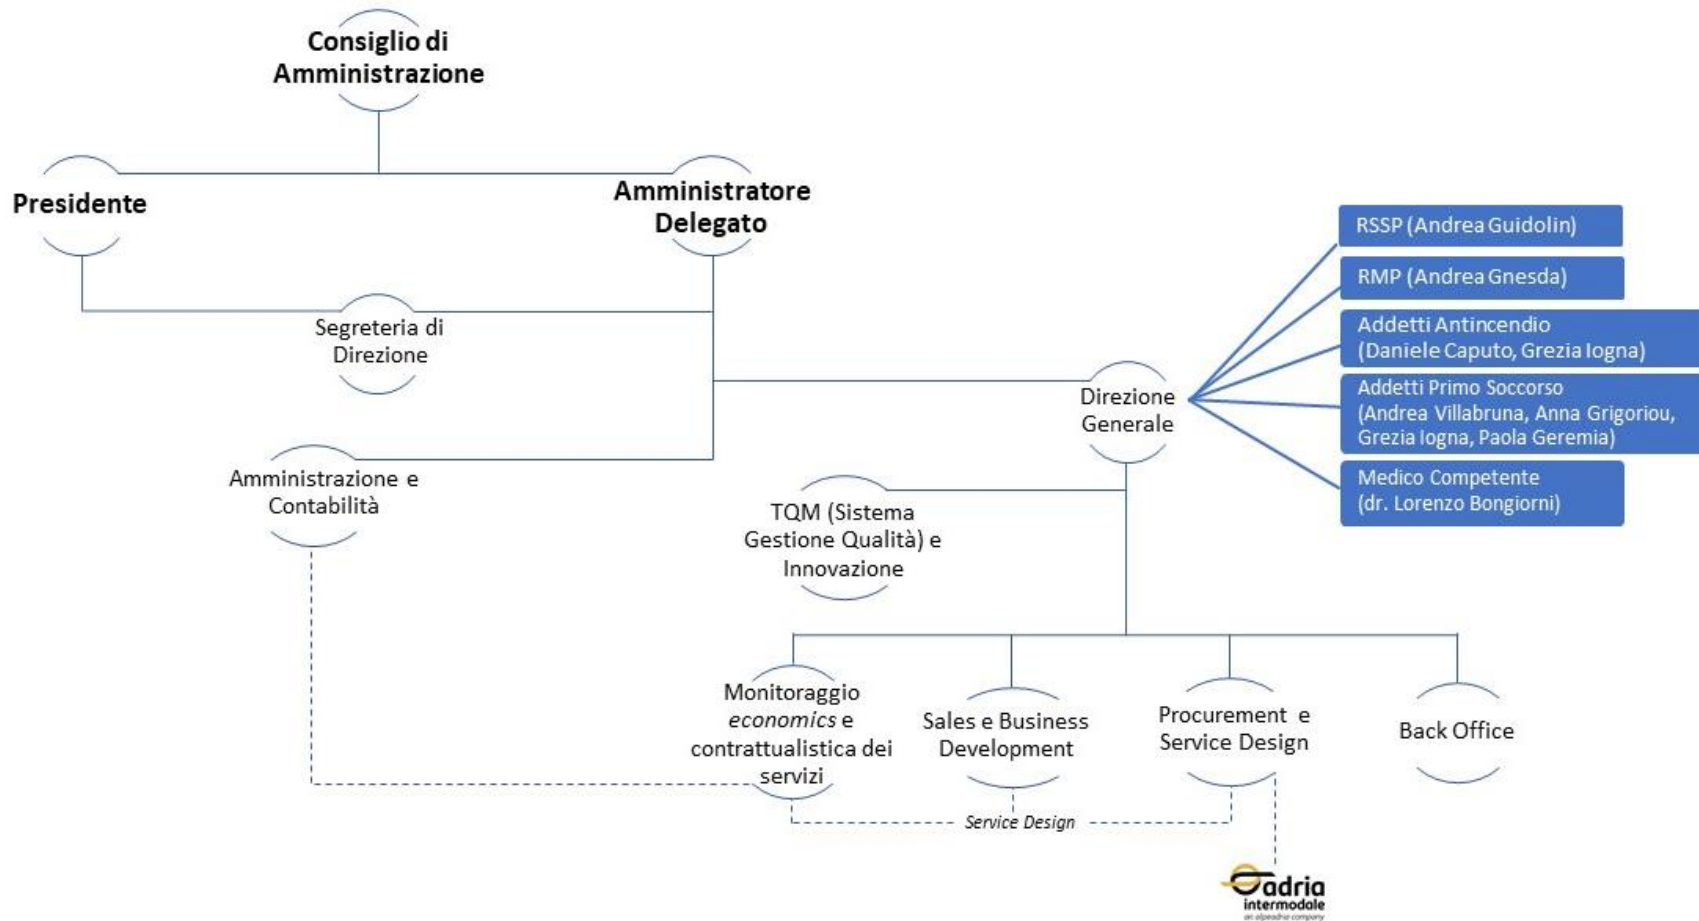 Consiglio di
Amministrazione
Presidente
Amministratore
Delegato
Segreteria di
Direzione
Direzione
Generale
RSSP (Andrea Guidolin)
RMP (Andrea Gnesda)
Addetti Antincendio
(Daniele Caputo, Grezia Iogna)
Addetti Primo Soccorso
(Andrea Villabruna, Anna Grigoriou,
Grezia Iogna, Paola Geremia)
Medico Competente
(dr. Lorenzo Bongiorni)
Amministrazione e
Contabilità
TQM (Sistema
Gestione Qualità) e
Innovazione
Monitoraggio
economics e
contrattualistica dei
servizi
Sales e Business
Development
Procurement e
Service Design
Back Office
Service Design
adria
intermodale
an alpeadria company